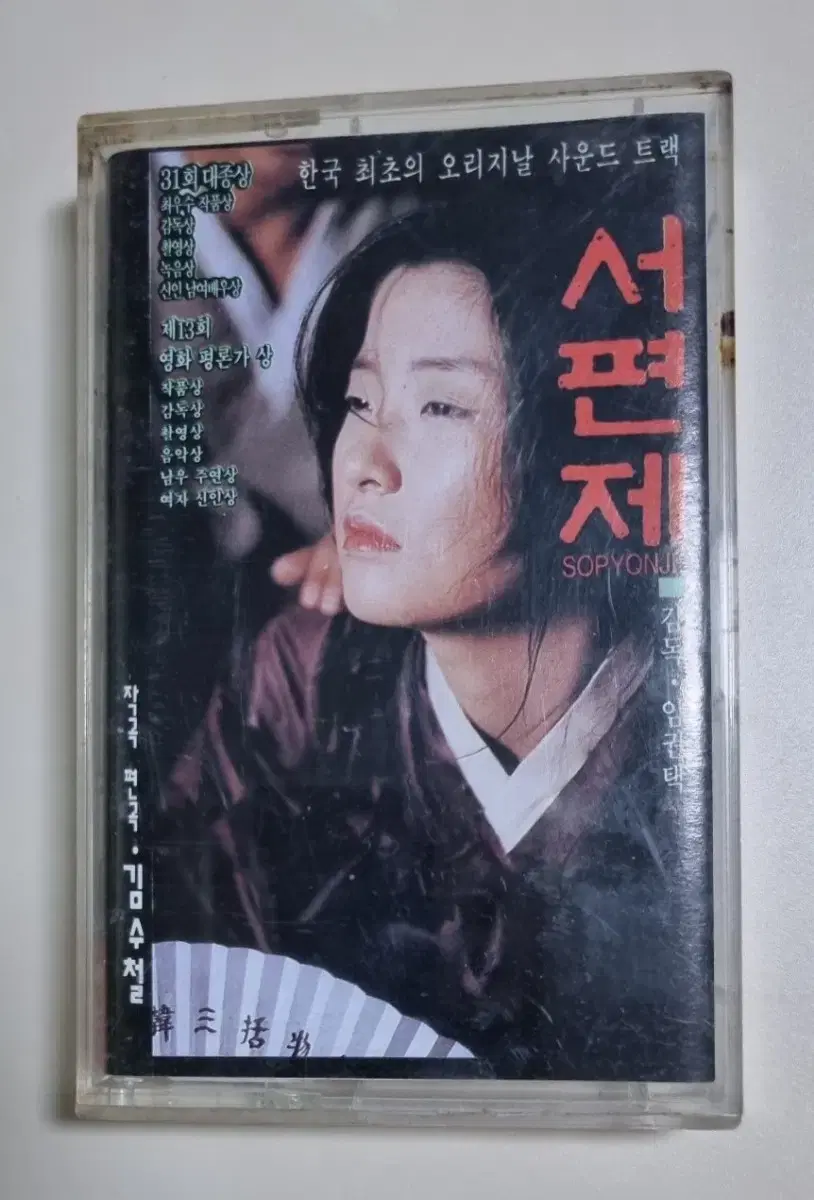 한국 최초의 오리지날 사운드 트랙
31회 대종상
최우수 작품상
감독상
촬영상
녹음상
신인 남여배우상
제13회
영화 평론가 상
작품상
감독상
촬영상
음악상
남우 주연상
여자 신인상
서편제
SOPYONJE
감독 · 임권택
작곡 편곡 · 김수철
韓三括